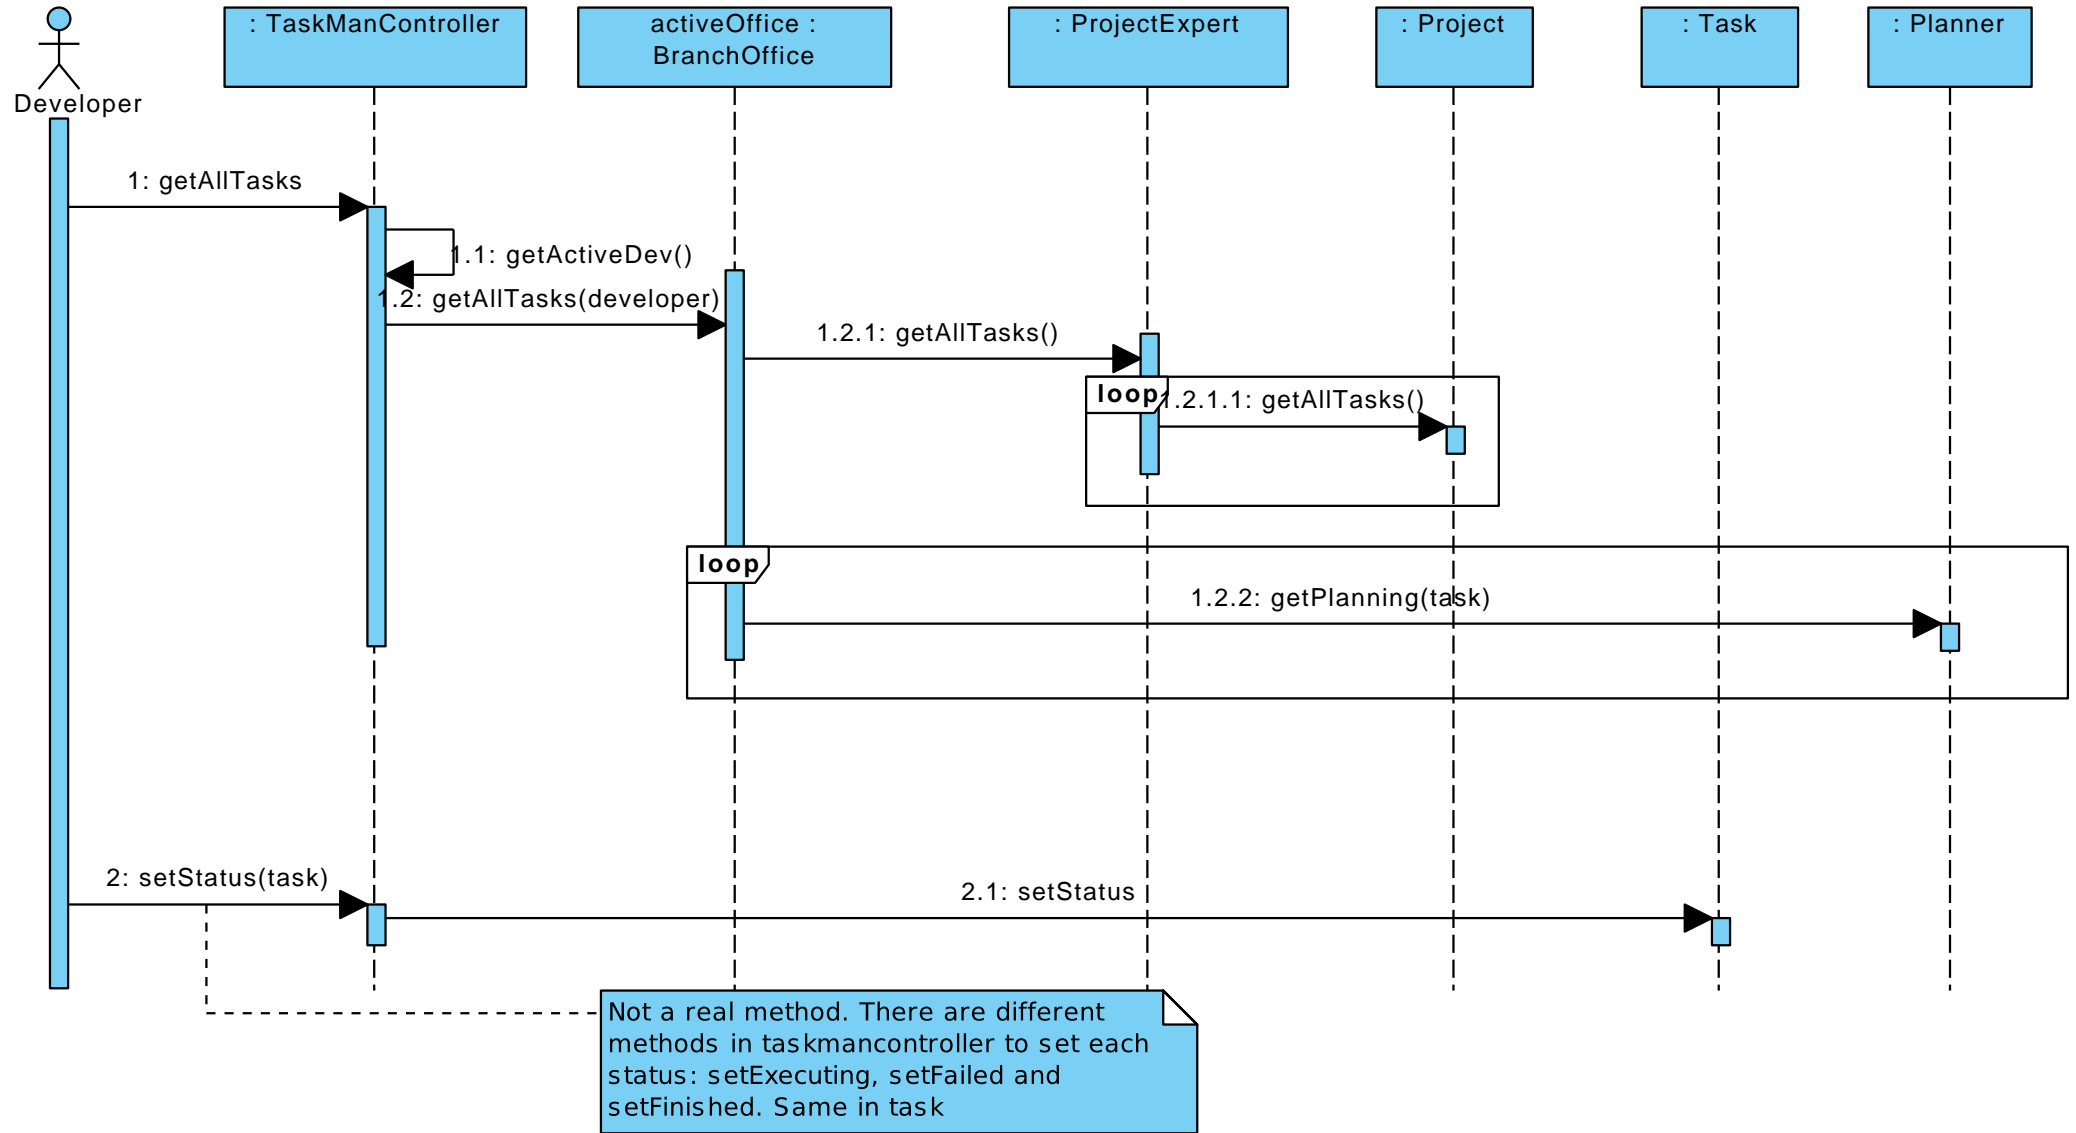 : TaskManController
activeOffice :
BranchOffice
: ProjectExpert
: Project
: Task
: Planner
Developer
1: getAllTasks
1.1: getActiveDev()
1.2: getAllTasks(developer)
1.2.1: getAllTasks()
loop
1.2.1.1: getAllTasks()
loop
1.2.2: getPlanning(task)
2: setStatus(task)
2.1: setStatus
Not a real method. There are different
methods in taskmancontroller to set each
status: setExecuting, setFailed and
setFinished. Same in task